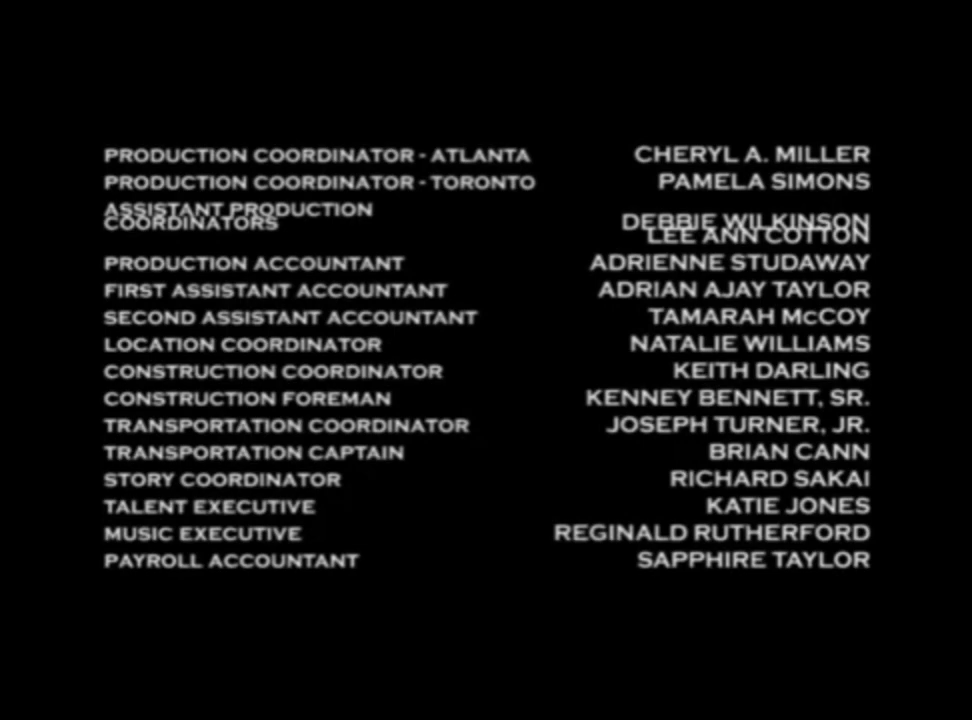 PRODUCTION COORDINATOR - ATLANTA CHERYL A. MILLER
PRODUCTION COORDINATOR - TORONTO PAMELA SIMONS
ASSISTANT PRODUCTION
COORDINATORS DEBBIE WILKINSON
LEE ANN COTTON
PRODUCTION ACCOUNTANT ADRIENNE STUDAWAY
FIRST ASSISTANT ACCOUNTANT ADRIAN AJAY TAYLOR
SECOND ASSISTANT ACCOUNTANT TAMARAH McCOY
LOCATION COORDINATOR NATALIE WILLIAMS
CONSTRUCTION COORDINATOR KEITH DARLING
CONSTRUCTION FOREMAN KENNEY BENNETT, SR.
TRANSPORTATION COORDINATOR JOSEPH TURNER, JR.
TRANSPORTATION CAPTAIN BRIAN CANN
STORY COORDINATOR RICHARD SAKAI
TALENT EXECUTIVE KATIE JONES
MUSIC EXECUTIVE REGINALD RUTHERFORD
PAYROLL ACCOUNTANT SAPPHIRE TAYLOR